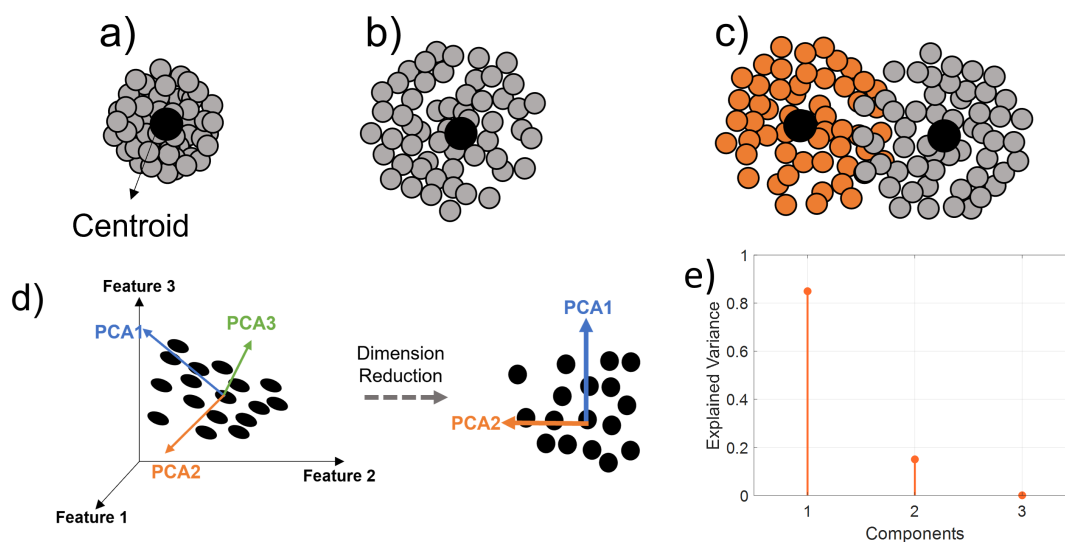 a)
b)
c)
Centroid
d)
Feature 3
PCA1
PCA3
PCA2
Feature 2
Feature 1
Dimension
Reduction
PCA1
PCA2
e)
1
0.8
0.6
0.4
0.2
0
Explained Variance
1 2 3
Components